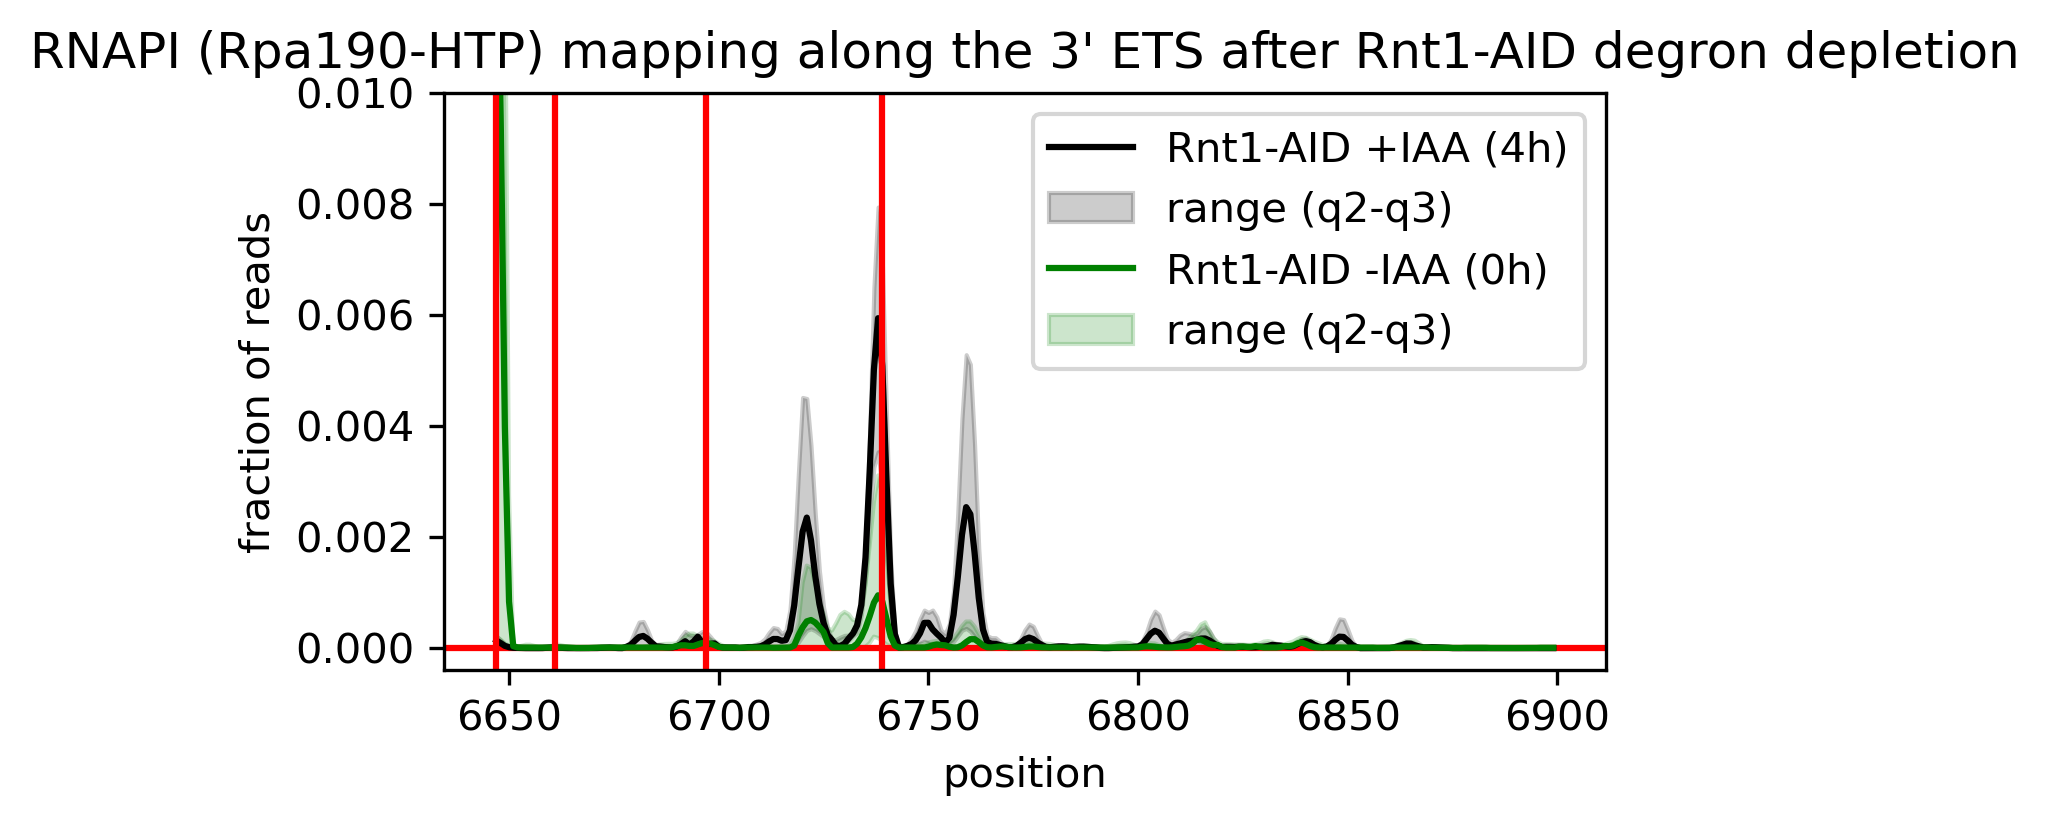 RNAPI (Rpa190-HTP) mapping along the 3' ETS after Rnt1-AID degron depletion
0.010
0.008
0.006
0.004
0.002
0.000
fraction of reads
Rnt1-AID +IAA (4h)
range (q2-q3)
Rnt1-AID -IAA (0h)
range (q2-q3)
6650 6700 6750 6800 6850 6900
position